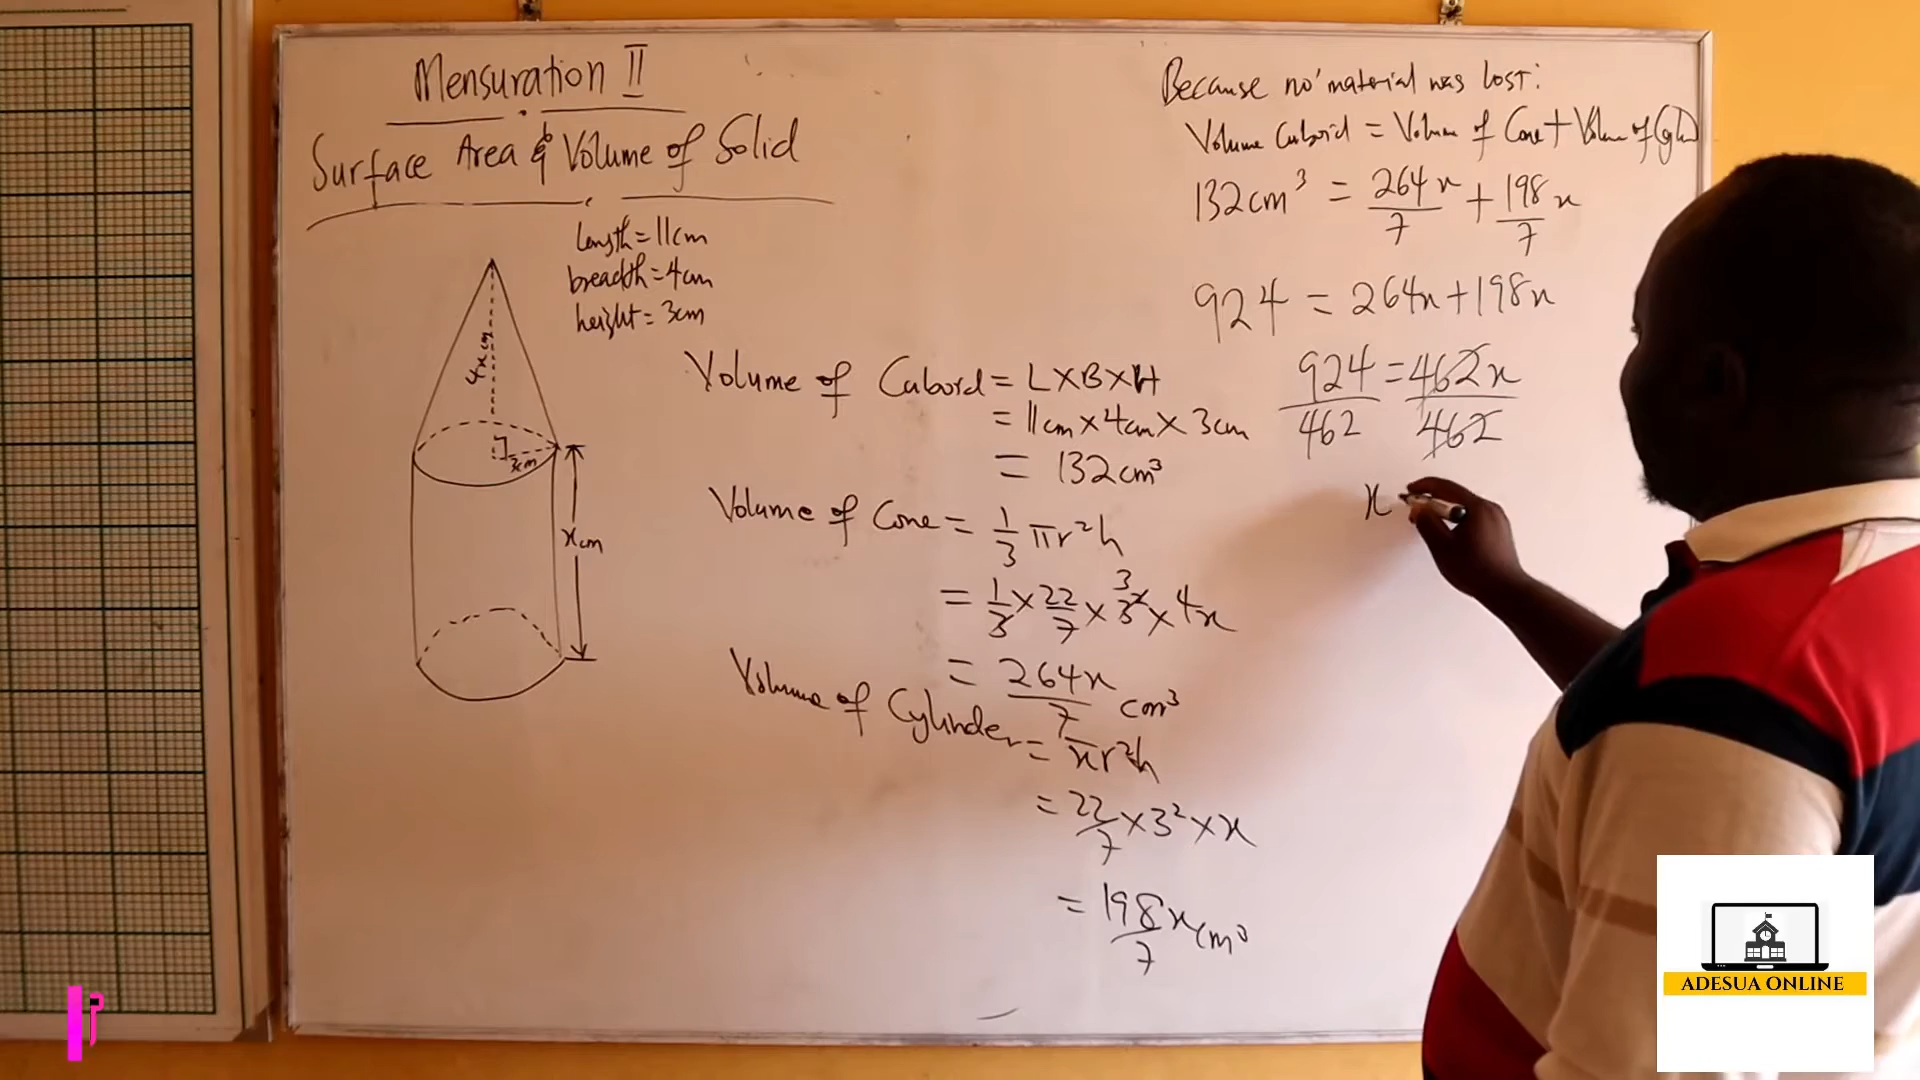 Mensuration II
Surface Area & Volume of Solid
Length = 11cm
breadth = 4cm
height = 3cm
4x cm
3cm
x cm
Volume of Cuboid = L × B × H
= 11cm × 4cm × 3cm
= 132cm³
Volume of Cone = 1/3 πr²h
= 1/3 × 22/7 × 3² × 4x
3
= 264x/7 cm³
Volume of Cylinder = πr²h
= 22/7 × 3² × x
= 198x/7 cm³
Because no material was lost:
Volume Cuboid = Volume of Cone + Volume of
132cm³ = 264x/7 + 198/7 x
924 = 264x + 198x
924/462 = 462x/462
x
ADESUA ONLINE